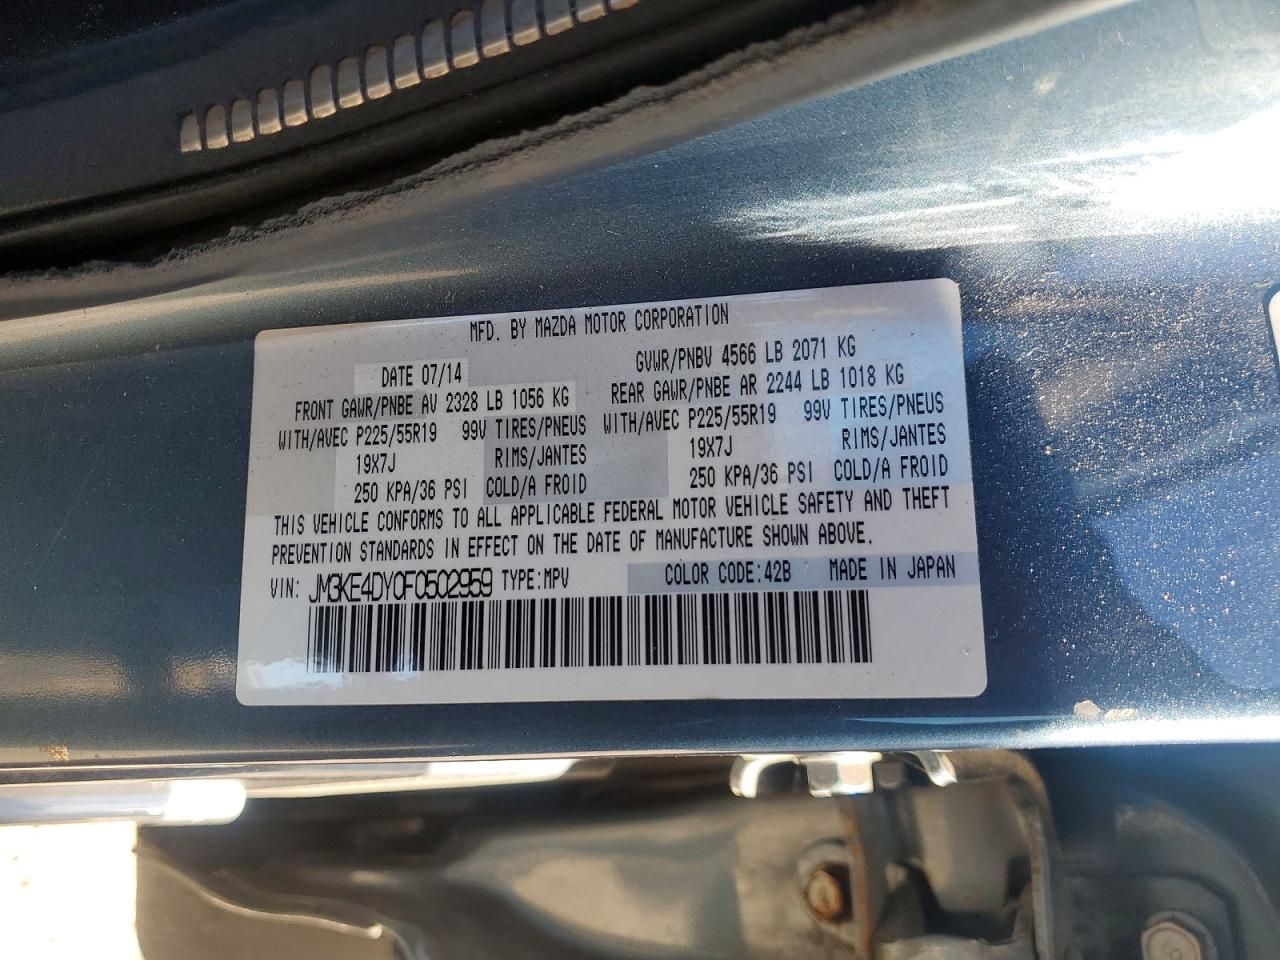 MFD. BY MAZDA MOTOR CORPORATION
DATE 07/14 GVWR/PNBV 4566 LB 2071 KG
FRONT GAWR/PNBE AV 2328 LB 1056 KG REAR GAWR/PNBE AR 2244 LB 1018 KG
WITH/AVEC P225/55R19 99V TIRES/PNEUS WITH/AVEC P225/55R19 99V TIRES/PNEUS
19X7J RIMS/JANTES 19X7J RIMS/JANTES
250 KPA/36 PSI COLD/A FROID 250 KPA/36 PSI COLD/A FROID
THIS VEHICLE CONFORMS TO ALL APPLICABLE FEDERAL MOTOR VEHICLE SAFETY AND THEFT
PREVENTION STANDARDS IN EFFECT ON THE DATE OF MANUFACTURE SHOWN ABOVE.
VIN: JM3KE4DY0F0502959 TYPE:MPV COLOR CODE:42B MADE IN JAPAN